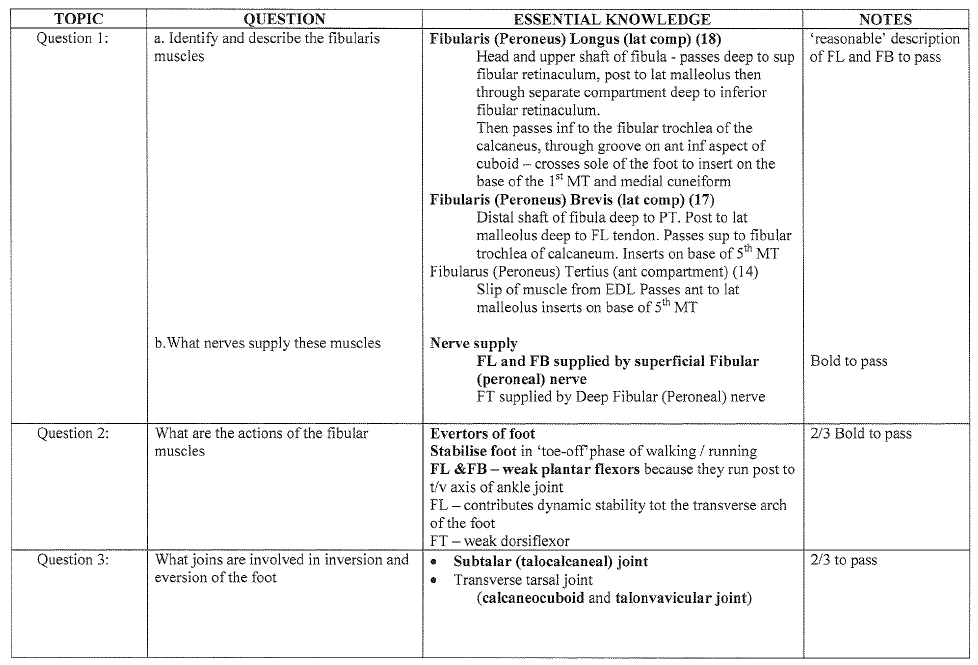 TOPIC QUESTION ESSENTIAL KNOWLEDGE NOTES
Question 1:
a. Identify and describe the fibularis
muscles
Fibularis (Peroneus) Longus (lat comp) (18)
Head and upper shaft of fibula - passes deep to sup
fibular retinaculum, post to lat malleolus then
through separate compartment deep to inferior
fibular retinaculum.
Then passes inf to the fibular trochlea of the
calcaneus, through groove on ant inf aspect of
cuboid – crosses sole of the foot to insert on the
base of the 1st MT and medial cuneiform
Fibularis (Peroneus) Brevis (lat comp) (17)
Distal shaft of fibula deep to PT. Post to lat
malleolus deep to FL tendon. Passes sup to fibular
trochlea of calcaneum. Inserts on base of 5th MT
Fibularus (Peroneus) Tertius (ant compartment) (14)
Slip of muscle from EDL Passes ant to lat
malleolus inserts on base of 5th MT
‘reasonable’ description
of FL and FB to pass
b.What nerves supply these muscles
Nerve supply
FL and FB supplied by superficial Fibular
(peroneal) nerve
FT supplied by Deep Fibular (Peroneal) nerve
Bold to pass
Question 2:
What are the actions of the fibular
muscles
Evertors of foot
Stabilise foot in ‘toe-off’ phase of walking / running
FL &FB – weak plantar flexors because they run post to
t/v axis of ankle joint
FL – contributes dynamic stability tot the transverse arch
of the foot
FT – weak dorsiflexor
2/3 Bold to pass
Question 3:
What joins are involved in inversion and
eversion of the foot
• Subtalar (talocalcaneal) joint
• Transverse tarsal joint
(calcaneocuboid and talonvavicular joint)
2/3 to pass